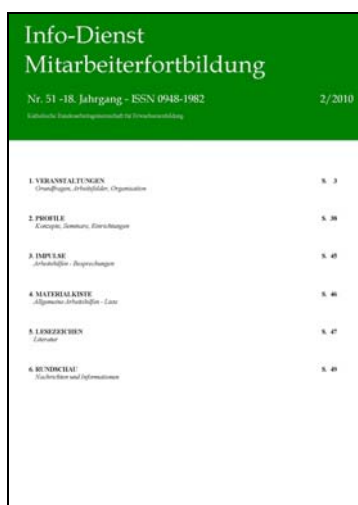 Info-Dienst
Mitarbeiterfortbildung
Nr. 51 -18. Jahrgang - ISSN 0948-1982 2/2010
Katholische Bundesarbeitsgemeinschaft für Erwachsenenbildung
1. VERANSTALTUNGEN S. 3
Grundfragen, Arbeitsfelder, Organisation
2. PROFILE S. 38
Konzepte, Seminare, Einrichtungen
3. IMPULSE S. 45
Arbeitshilfen - Besprechungen
4. MATERIALKISTE S. 46
Allgemeine Arbeitshilfen - Liste
5. LESEZEICHEN S. 47
Literatur
6. RUNDSCHAU S. 49
Nachrichten und Informationen